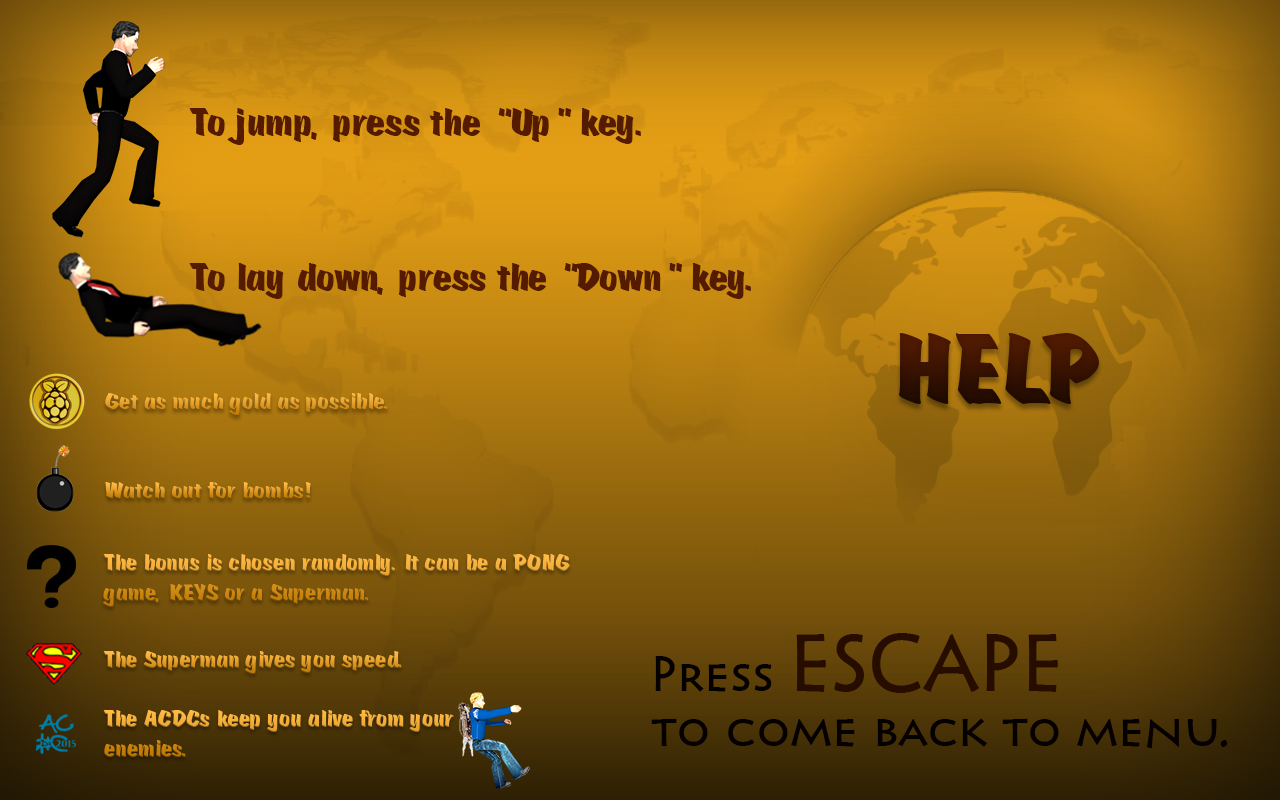 To jump, press the "Up" key.
To lay down, press the "Down" key.
HELP
Get as much gold as possible.
Watch out for bombs!
?
The bonus is chosen randomly. It can be a PONG
game, KEYS or a Superman.
S
The Superman gives you speed.
AC
2015
The ACDCs keep you alive from your
enemies.
Press ESCAPE
to come back to menu.